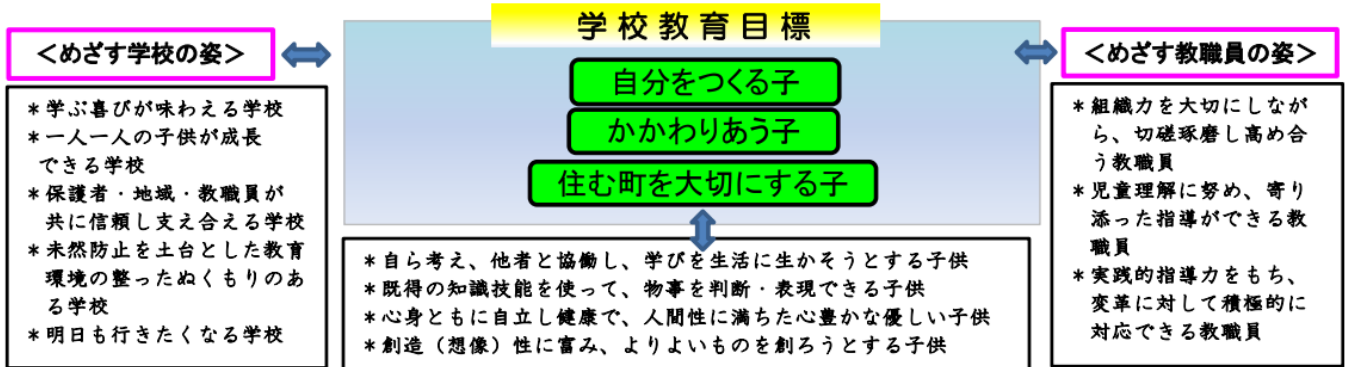 学校教育目標
自分をつくる子
かかわりあう子
住む町を大切にする子
＜めざす学校の姿＞
＊学ぶ喜びが味わえる学校
＊一人一人の子供が成長
できる学校
＊保護者・地域・教職員が
共に信頼し支え合える学校
＊未然防止を土台とした教育
環境の整ったぬくもりのあ
る学校
＊明日も行きたくなる学校
＊自ら考え、他者と協働し、学びを生活に生かそうとする子供
＊既得の知識技能を使って、物事を判断・表現できる子供
＊心身ともに自立し健康で、人間性に満ちた心豊かな優しい子供
＊創造（想像）性に富み、よりよいものを創ろうとする子供
＜めざす教職員の姿＞
＊組織力を大切にしなが
ら、切磋琢磨し高め合
う教職員
＊児童理解に努め、寄り
添った指導ができる教
職員
＊実践的指導力をもち、
変革に対して積極的に
対応できる教職員